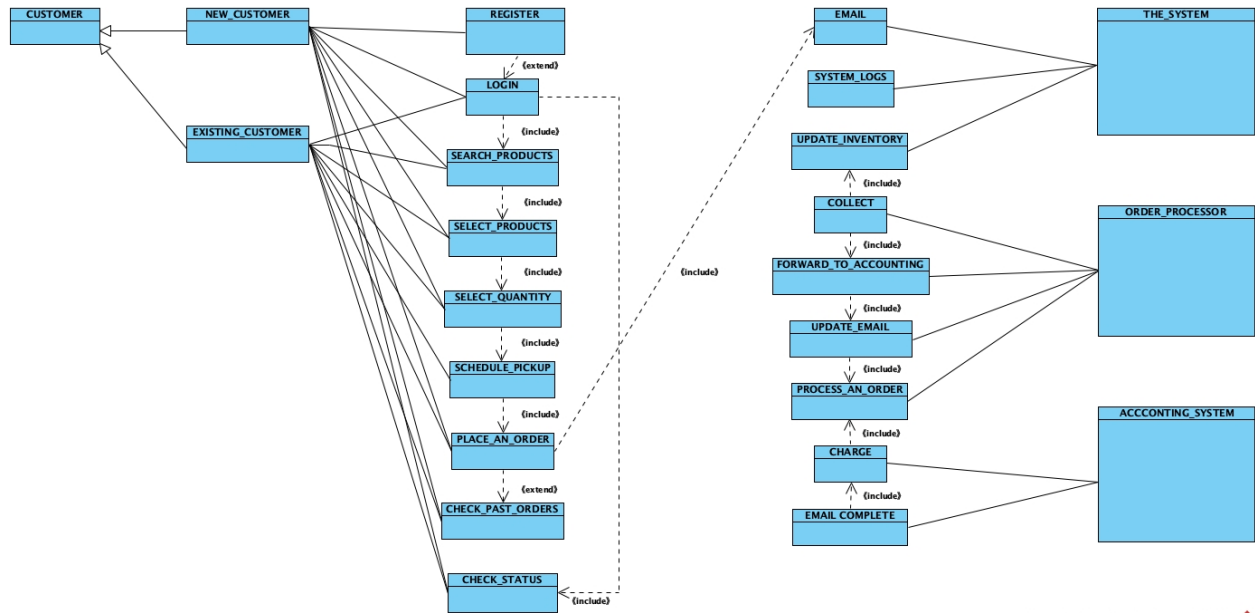 CUSTOMER
NEW_CUSTOMER
REGISTER
《extend》
LOGIN
《include》
EXISTING_CUSTOMER
SEARCH_PRODUCTS
《include》
SELECT_PRODUCTS
《include》
SELECT_QUANTITY
《include》
SCHEDULE_PICKUP
《include》
PLACE_AN_ORDER
《extend》
CHECK_PAST_ORDERS
CHECK_STATUS
《include》
《include》
EMAIL
THE_SYSTEM
SYSTEM_LOGS
UPDATE_INVENTORY
《include》
COLLECT
ORDER_PROCESSOR
《include》
FORWARD_TO_ACCOUNTING
《include》
UPDATE_EMAIL
《include》
PROCESS_AN_ORDER
《include》
ACCCONTING_SYSTEM
CHARGE
《include》
EMAIL COMPLETE